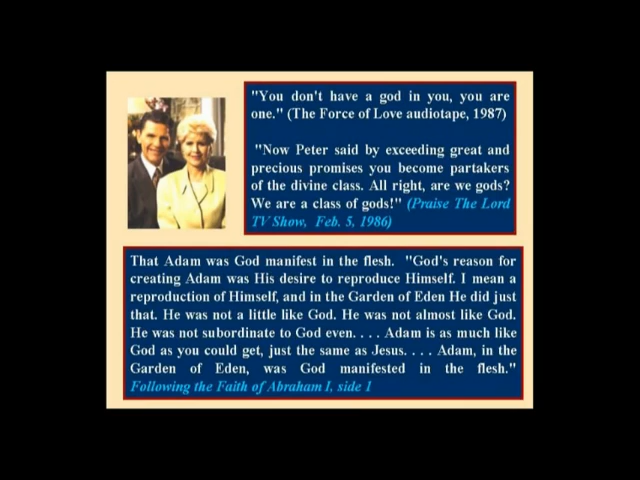 "You don't have a god in you, you are
one." (The Force of Love audiotape, 1987)
"Now Peter said by exceeding great and
precious promises you become partakers
of the divine class. All right, are we gods?
We are a class of gods!" (Praise The Lord
TV Show, Feb. 5, 1986)
That Adam was God manifest in the flesh. "God's reason for
creating Adam was His desire to reproduce Himself. I mean a
reproduction of Himself, and in the Garden of Eden He did just
that. He was not a little like God. He was not almost like God.
He was not subordinate to God even. . . . Adam is as much like
God as you could get, just the same as Jesus. . . . Adam, in the
Garden of Eden, was God manifested in the flesh."
Following the Faith of Abraham I, side 1